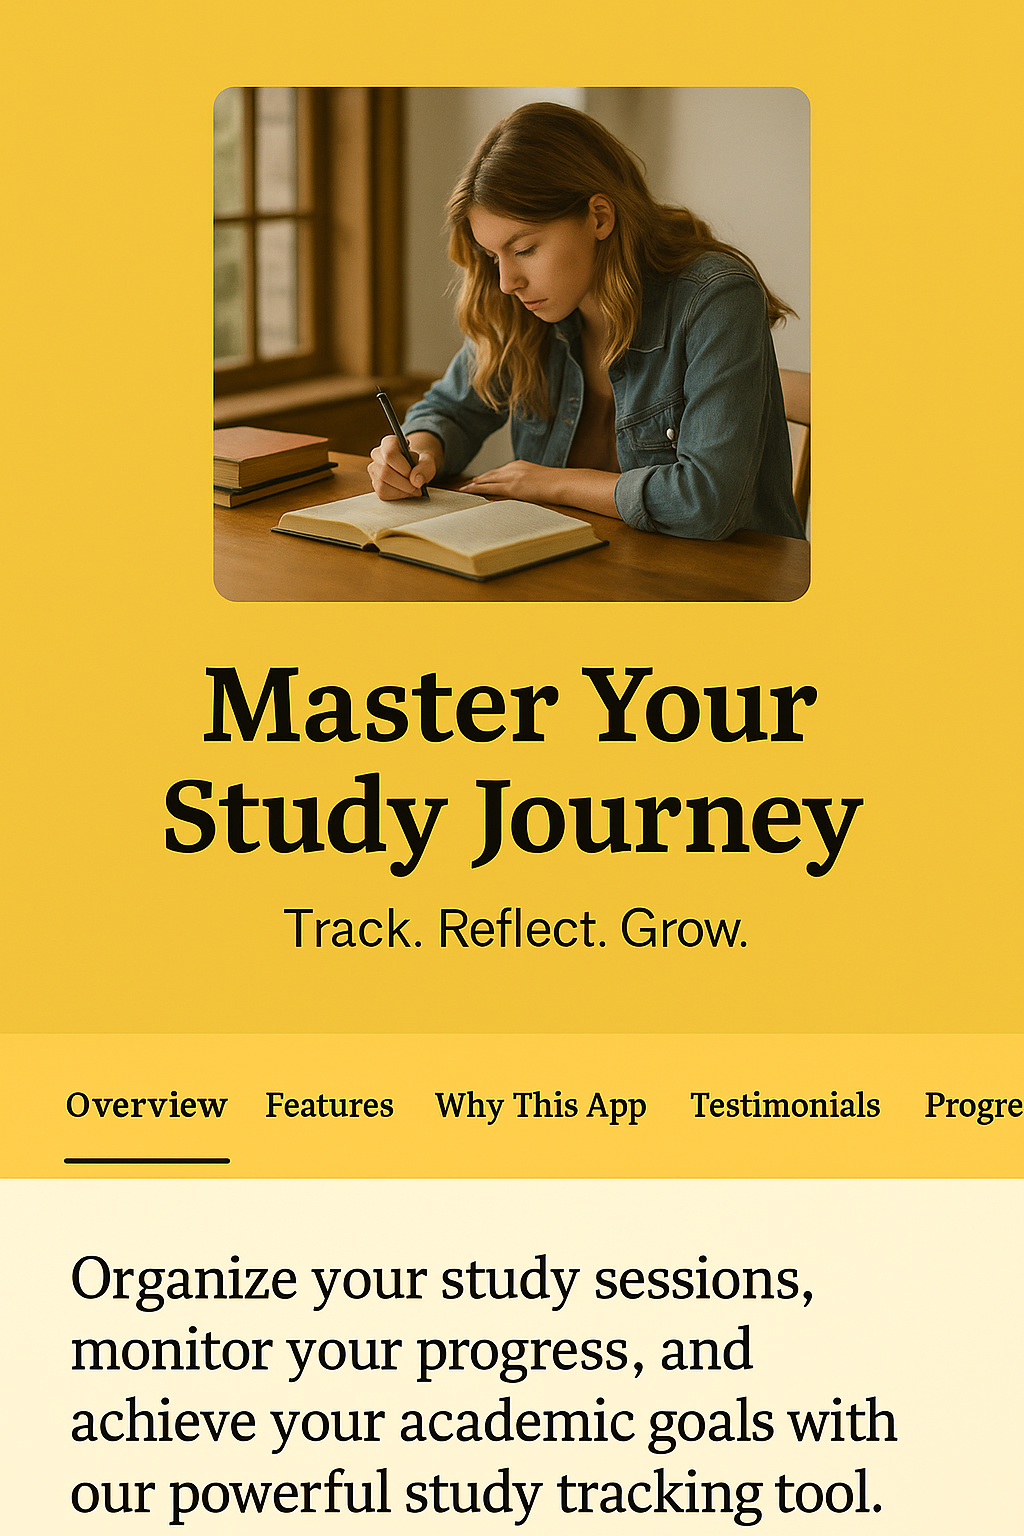 Master Your
Study Journey
Track. Reflect. Grow.
Overview Features Why This App Testimonials Progre
Organize your study sessions,
monitor your progress, and
achieve your academic goals with
our powerful study tracking tool.